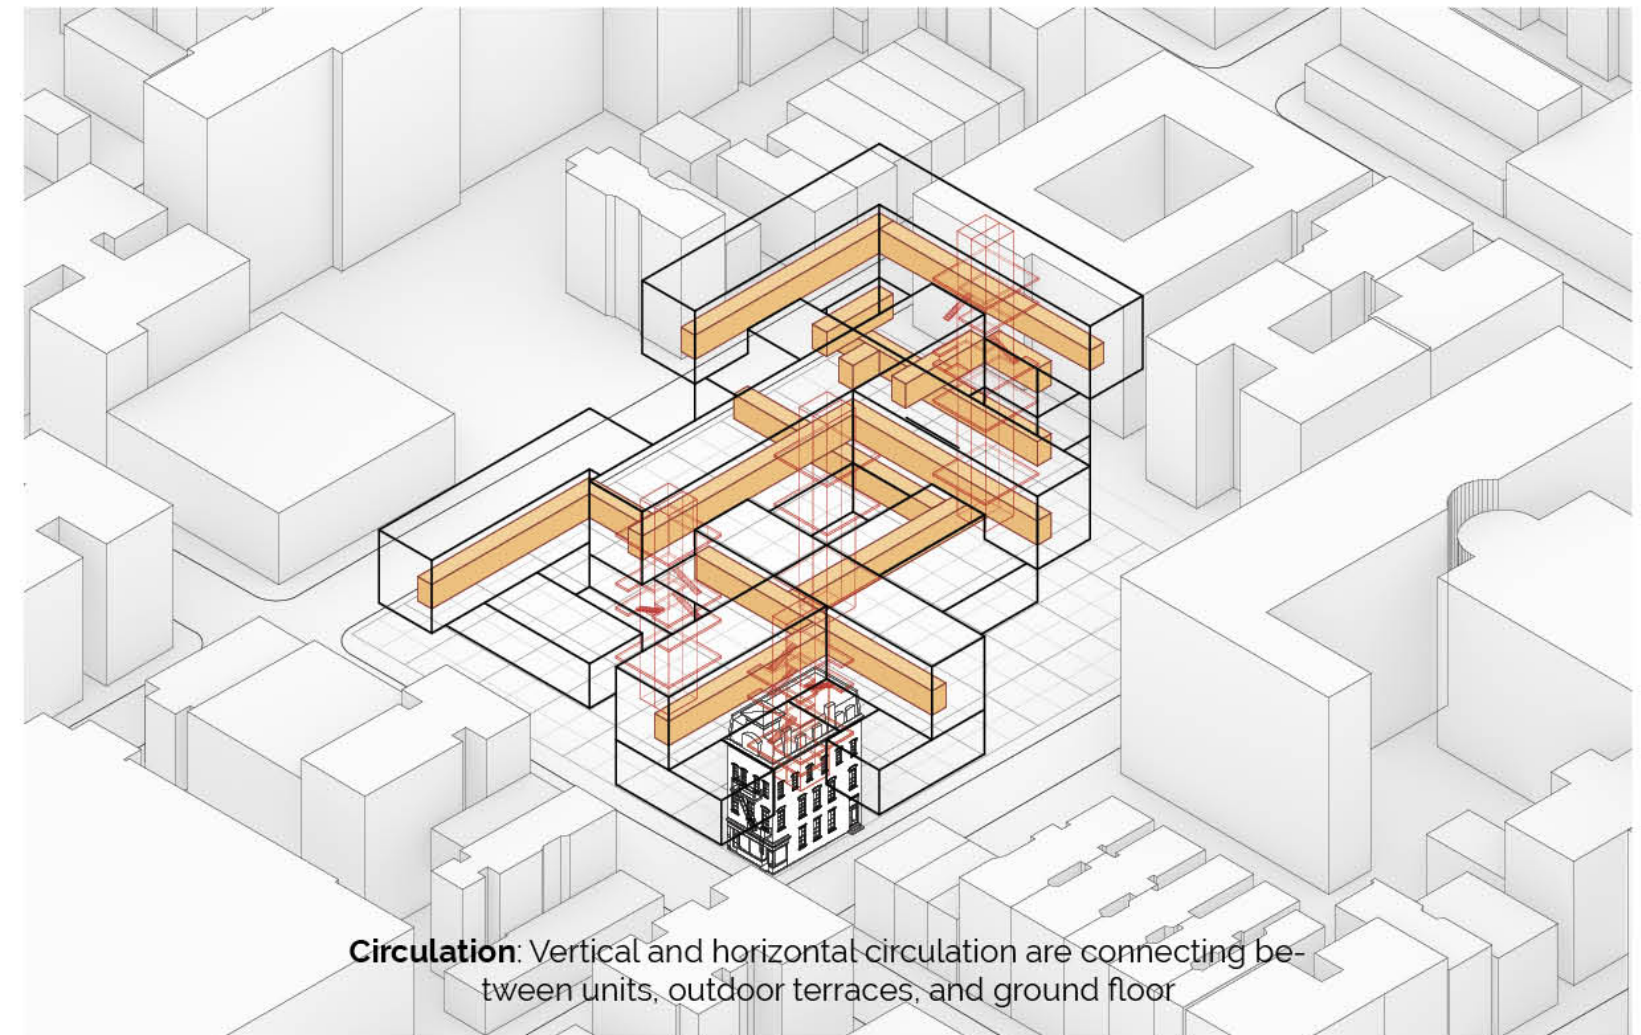 Circulation: Vertical and horizontal circulation are connecting be-
tween units, outdoor terraces, and ground floor